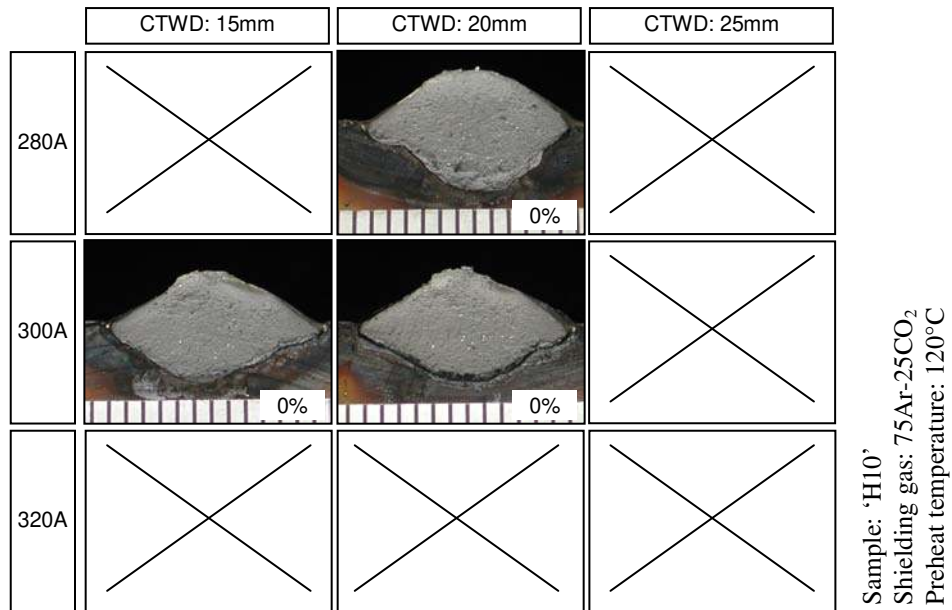 CTWD: 15mm
CTWD: 20mm
CTWD: 25mm
280A
0%
300A
0%
0%
320A
Sample: ‘H10’
Shielding gas: 75Ar-25CO₂
Preheat temperature: 120°C